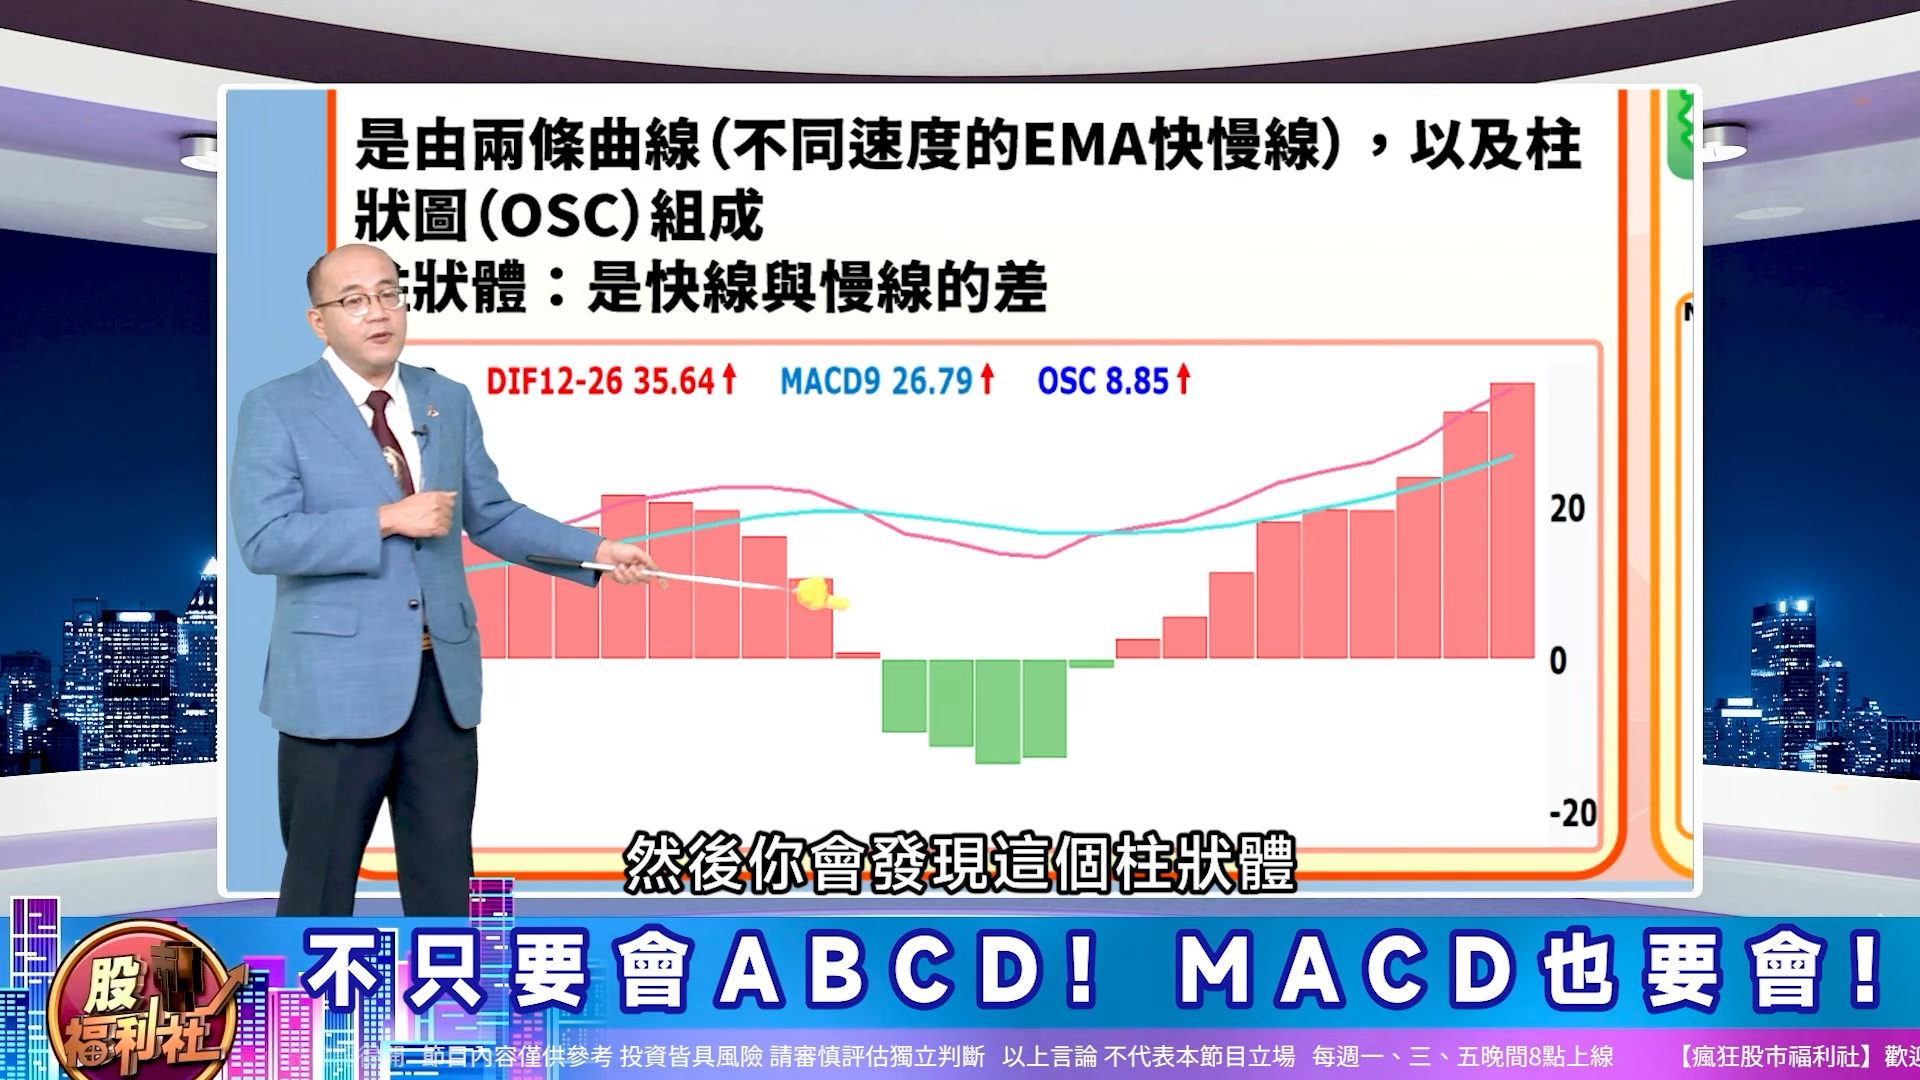 是由兩條曲線(不同速度的EMA快慢線)，以及柱
狀圖(OSC)組成
狀體：是快線與慢線的差
DIF12-26 35.64⬆ MACD9 26.79⬆ OSC 8.85⬆
20
0
-20
然後你會發現這個柱狀體
不只要會ABCD! MACD也要會!
股
福利社
節目內容僅供參考 投資皆具風險 請審慎評估獨立判斷 以上言論 不代表本節目立場 每週一、三、五晚間8點上線 【瘋狂股市福利社】歡迎